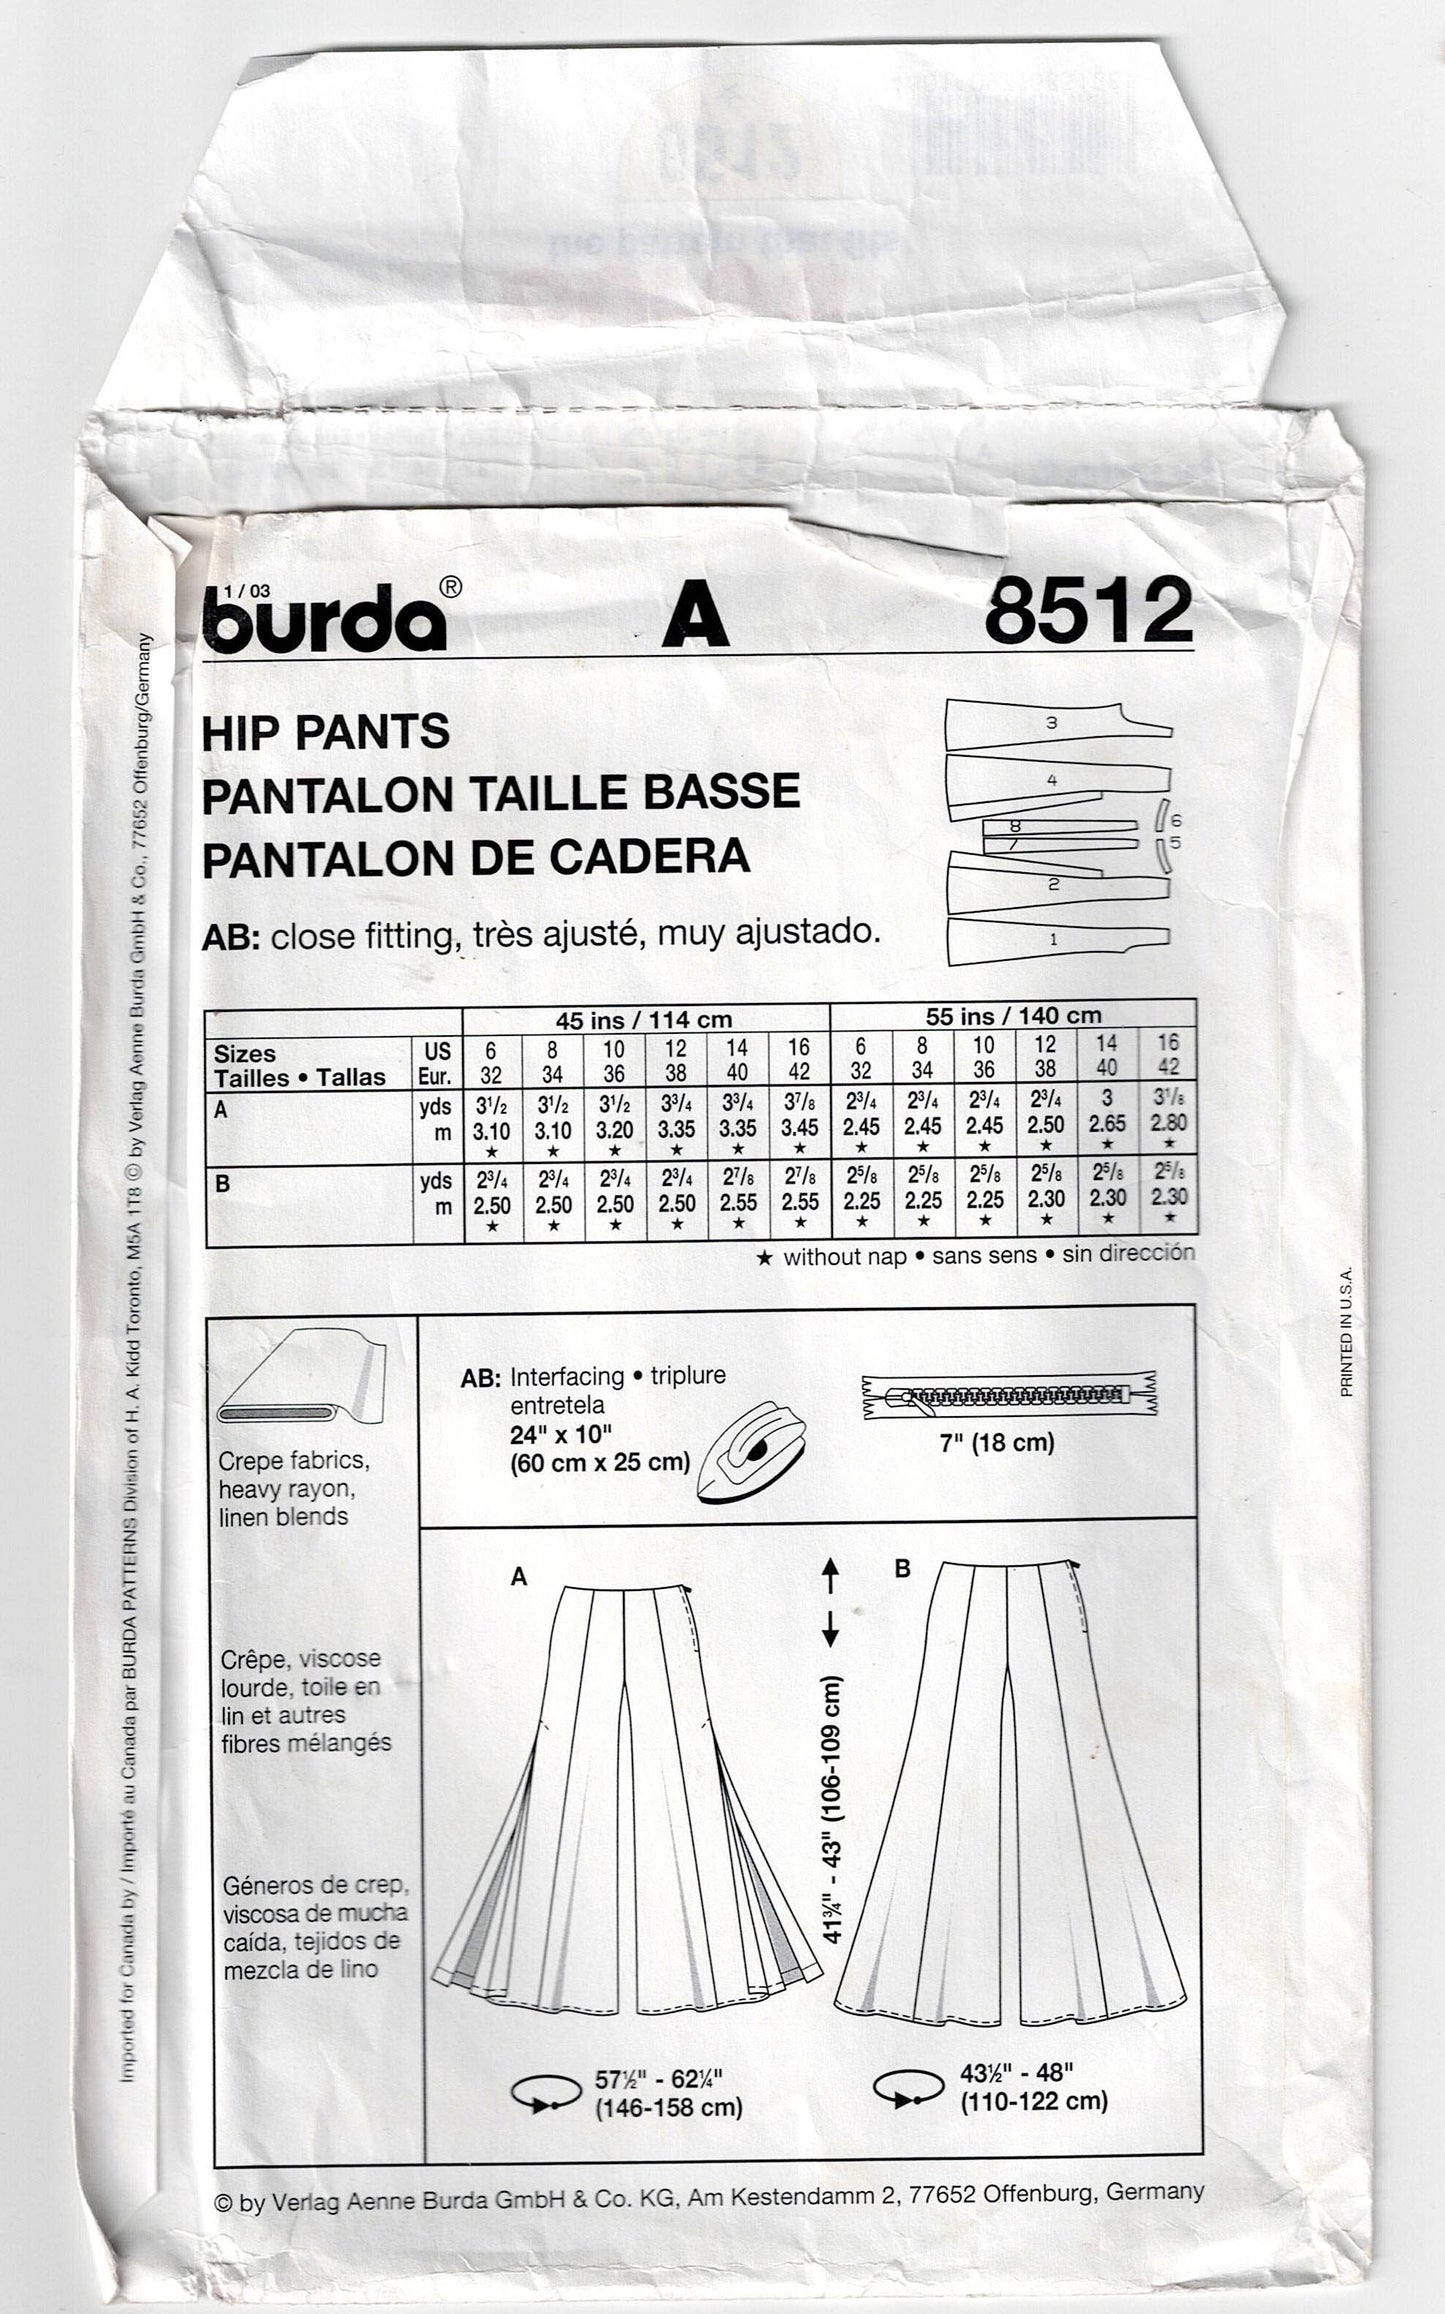 1 / 03
burda® A 8512
HIP PANTS
PANTALON TAILLE BASSE
PANTALON DE CADERA
AB: close fitting, très ajusté, muy ajustado.
3
4
6
8
5
7
2
1
45 ins / 114 cm 55 ins / 140 cm
Sizes US 6 8 10 12 14 16 6 8 10 12 14 16
Tailles • Tallas Eur. 32 34 36 38 40 42 32 34 36 38 40 42
A yds 3½ 3½ 3½ 3¾ 3¾ 3⅞ 2¾ 2¾ 2¾ 2¾ 3 3⅛
m 3.10 3.10 3.20 3.35 3.35 3.45 2.45 2.45 2.45 2.50 2.65 2.80
★ ★ ★ ★ ★ ★ ★ ★ ★ ★ ★ ★
B yds 2¾ 2¾ 2¾ 2¾ 2⅞ 2⅞ 2⅝ 2⅝ 2⅝ 2⅝ 2⅝ 2⅝
m 2.50 2.50 2.50 2.50 2.55 2.55 2.25 2.25 2.25 2.30 2.30 2.30
★ ★ ★ ★ ★ ★ ★ ★ ★ ★ ★ ★
★ without nap • sans sens • sin dirección
Crepe fabrics,
heavy rayon,
linen blends
Crêpe, viscose
lourde, toile en
lin et autres
fibres mélangés
Géneros de crep,
viscosa de mucha
caída, tejidos de
mezcla de lino
AB: Interfacing • triplure
entretela
24" x 10"
(60 cm x 25 cm)
7" (18 cm)
A
B
41¾" - 43" (106-109 cm)
57½" - 62¼"
(146-158 cm)
43½" - 48"
(110-122 cm)
© by Verlag Aenne Burda GmbH & Co. KG, Am Kestendamm 2, 77652 Offenburg, Germany
Imported for Canada by / Importé au Canada par BURDA PATTERNS Division of H. A. Kidd Toronto, M5A 1T8 © by Verlag Aenne Burda GmbH & Co., 77652 Offenburg/Germany
PRINTED IN U.S.A.